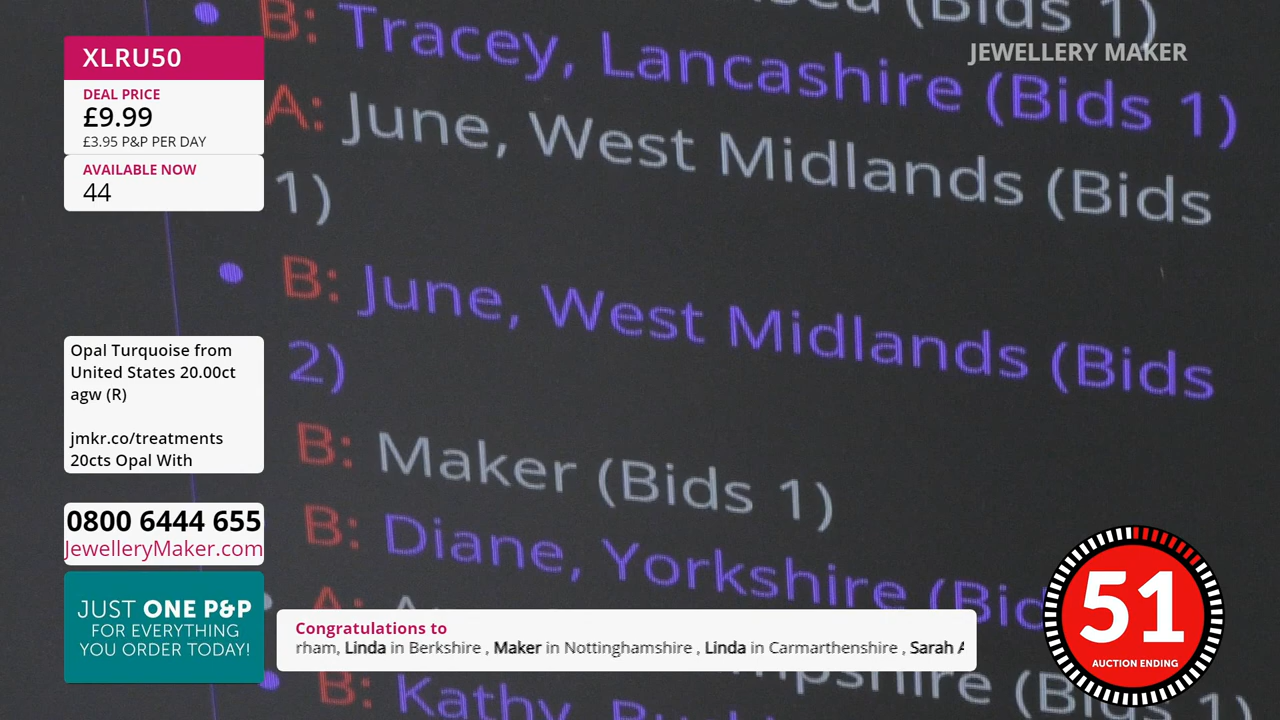 (Bids 1)
B: Tracey, Lancashire (Bids 1)
A: June, West Midlands (Bids
1)
B: June, West Midlands (Bids
2)
B: Maker (Bids 1)
B: Diane, Yorkshire
A:
B: Kathy,
JEWELLERY MAKER
XLRU50
DEAL PRICE
£9.99
£3.95 P&P PER DAY
AVAILABLE NOW
44
Opal Turquoise from
United States 20.00ct
agw (R)
jmkr.co/treatments
20cts Opal With
0800 6444 655
JewelleryMaker.com
JUST ONE P&P
FOR EVERYTHING
YOU ORDER TODAY!
Congratulations to
rham, Linda in Berkshire , Maker in Nottinghamshire , Linda in Carmarthenshire , Sarah
51
AUCTION ENDING